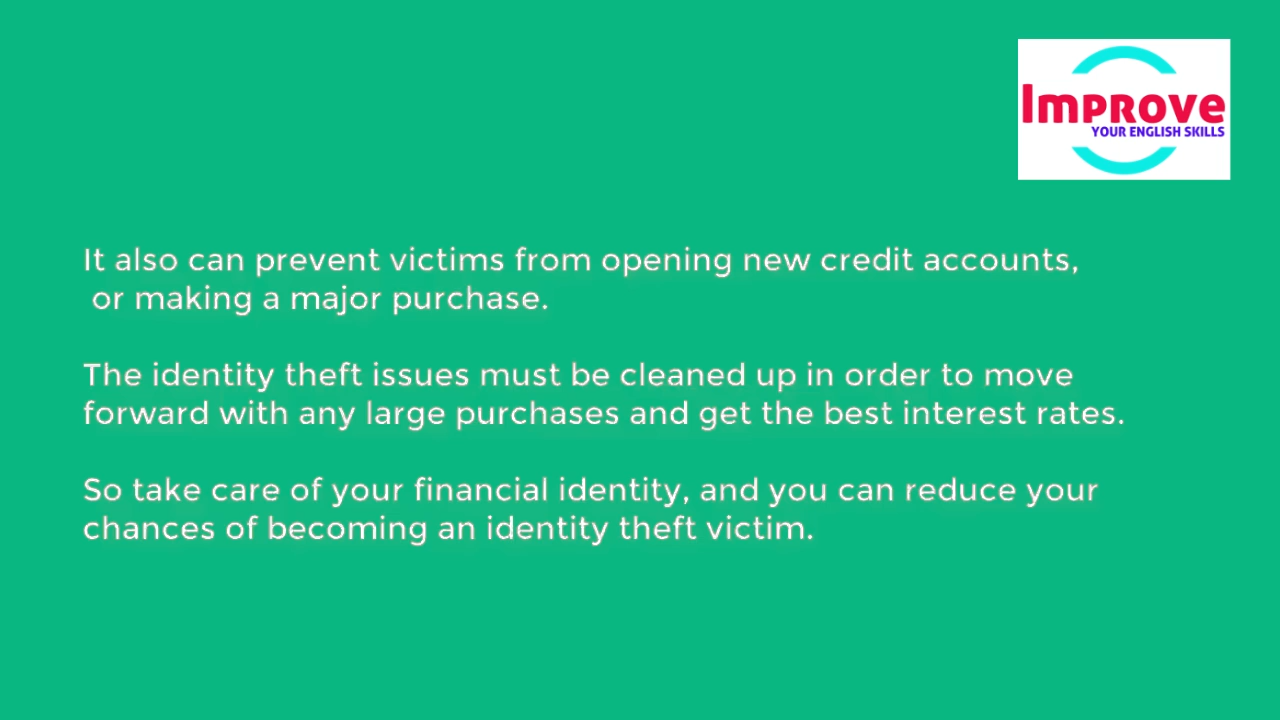 Improve
YOUR ENGLISH SKILLS
It also can prevent victims from opening new credit accounts,
or making a major purchase.
The identity theft issues must be cleaned up in order to move
forward with any large purchases and get the best interest rates.
So take care of your financial identity, and you can reduce your
chances of becoming an identity theft victim.